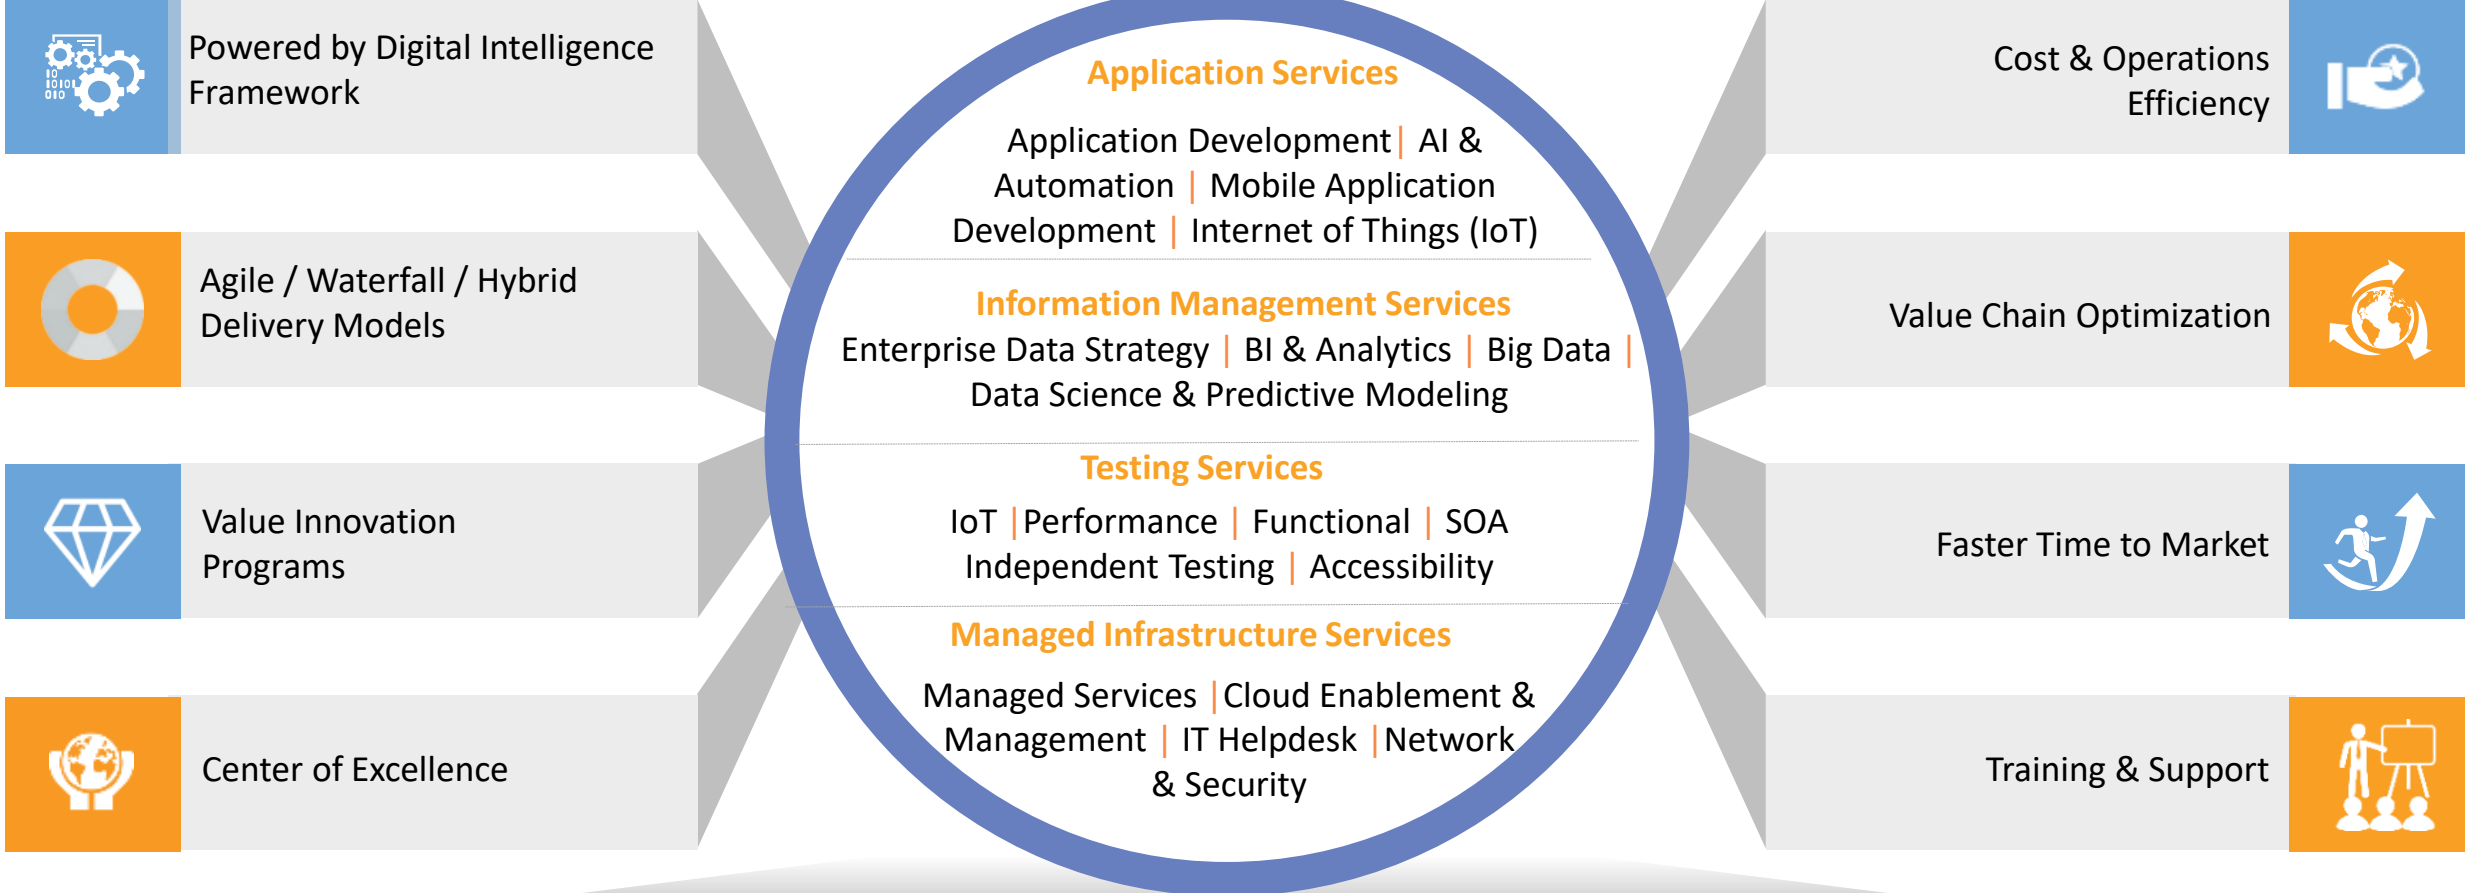 Powered by Digital Intelligence
Framework
Agile / Waterfall / Hybrid
Delivery Models
Value Innovation
Programs
Center of Excellence
Application Services
Application Development| AI &
Automation | Mobile Application
Development | Internet of Things (IoT)
Information Management Services
Enterprise Data Strategy | BI & Analytics | Big Data |
Data Science & Predictive Modeling
Testing Services
IoT |Performance | Functional | SOA
Independent Testing | Accessibility
Managed Infrastructure Services
Managed Services |Cloud Enablement &
Management | IT Helpdesk |Network
& Security
Cost & Operations
Efficiency
Value Chain Optimization
Faster Time to Market
Training & Support
10
10101
010